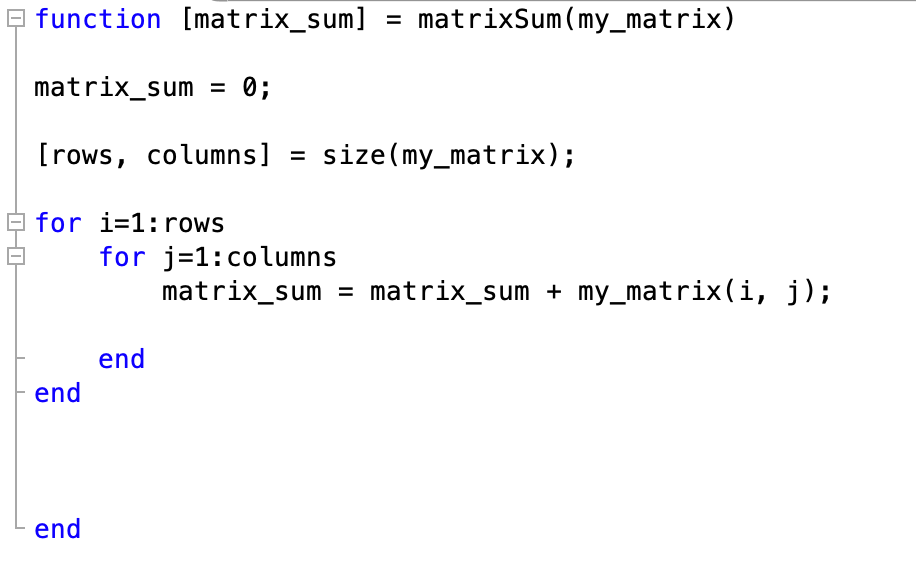 function [matrix_sum] = matrixSum(my_matrix)
matrix_sum = 0;
[rows, columns] = size(my_matrix);
for i=1:rows
    for j=1:columns
        matrix_sum = matrix_sum + my_matrix(i, j);
    end
end
end